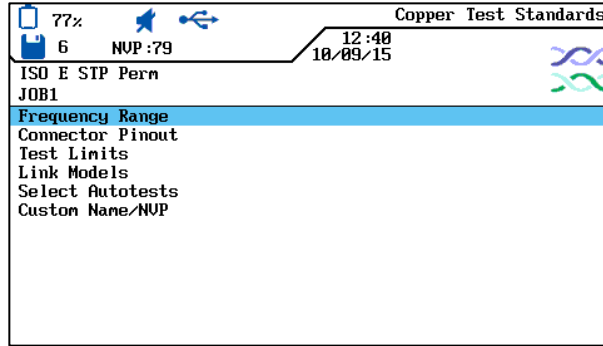 77%
Copper Test Standards
6 NVP:79
12:40
10/09/15
ISO E STP Perm
JOB1
Frequency Range
Connector Pinout
Test Limits
Link Models
Select Autotests
Custom Name/NVP